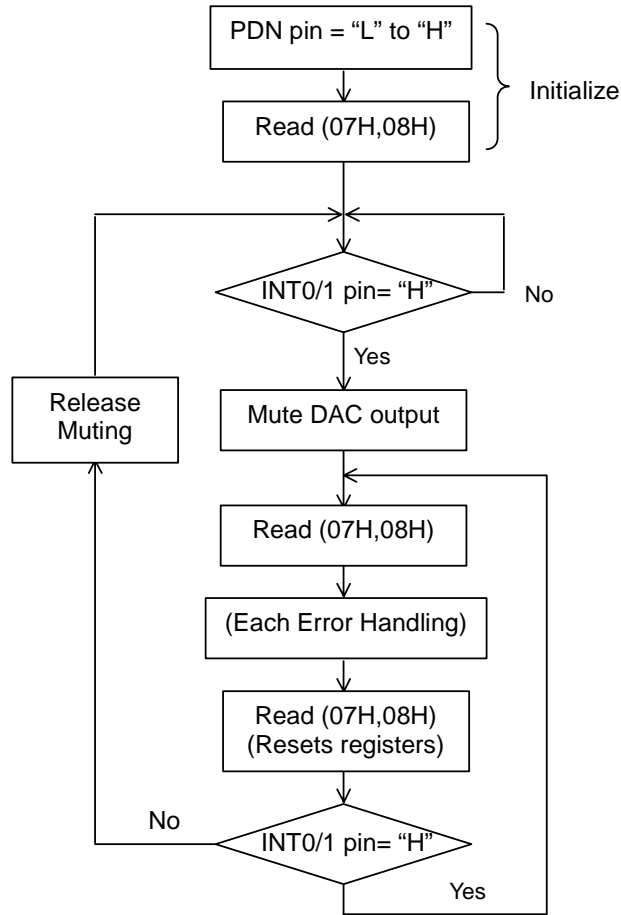 PDN pin = “L” to “H”
Initialize
Read (07H,08H)
INT0/1 pin= “H”
No
Yes
Release
Muting
Mute DAC output
Read (07H,08H)
(Each Error Handling)
Read (07H,08H)
(Resets registers)
No
INT0/1 pin= “H”
Yes